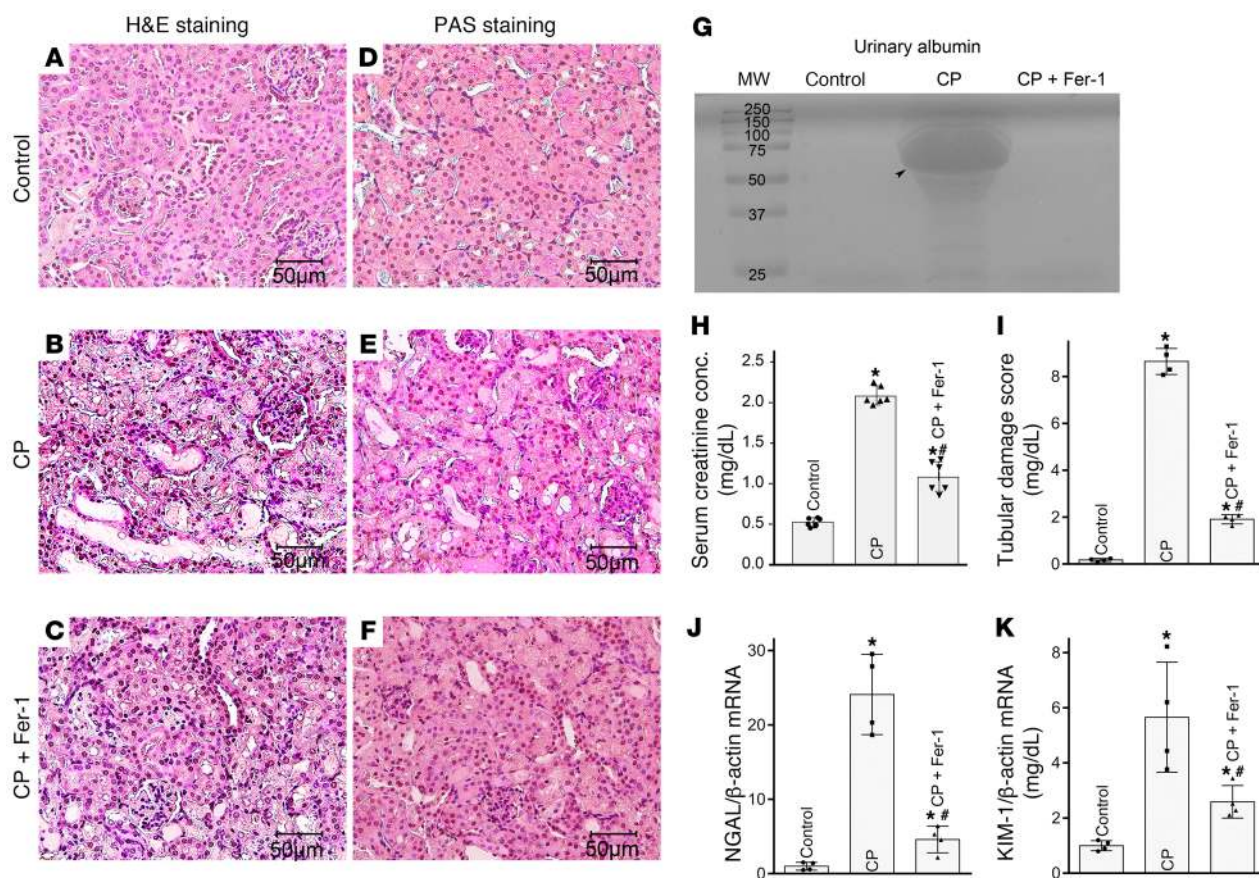 H&E staining
PAS staining
Control
A
50μm
D
50μm
CP
B
50μm
E
50μm
CP + Fer-1
C
50μm
F
50μm
G
Urinary albumin
MW Control CP CP + Fer-1
250
150
100
75
50
37
25
H
Serum creatinine conc.
(mg/dL)
2.5
2.0
1.5
1.0
0.5
0.0
Control
*
CP
*# CP + Fer-1
I
Tubular damage score
(mg/dL)
8
6
4
2
0
Control
*
CP
* # CP + Fer-1
J
NGAL/β-actin mRNA
30
20
10
0
Control
*
CP
* # CP + Fer-1
K
KIM-1/β-actin mRNA
(mg/dL)
8
6
4
2
0
Control
*
CP
* # CP + Fer-1